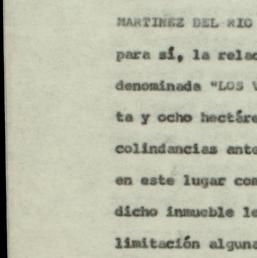 MARTINEZ DEL RIO
para sí, la relac
denominada "LOS V
ta y ocho hectáre
colindancias ante
en este lugar com
dicho inmueble le
limitación alguna